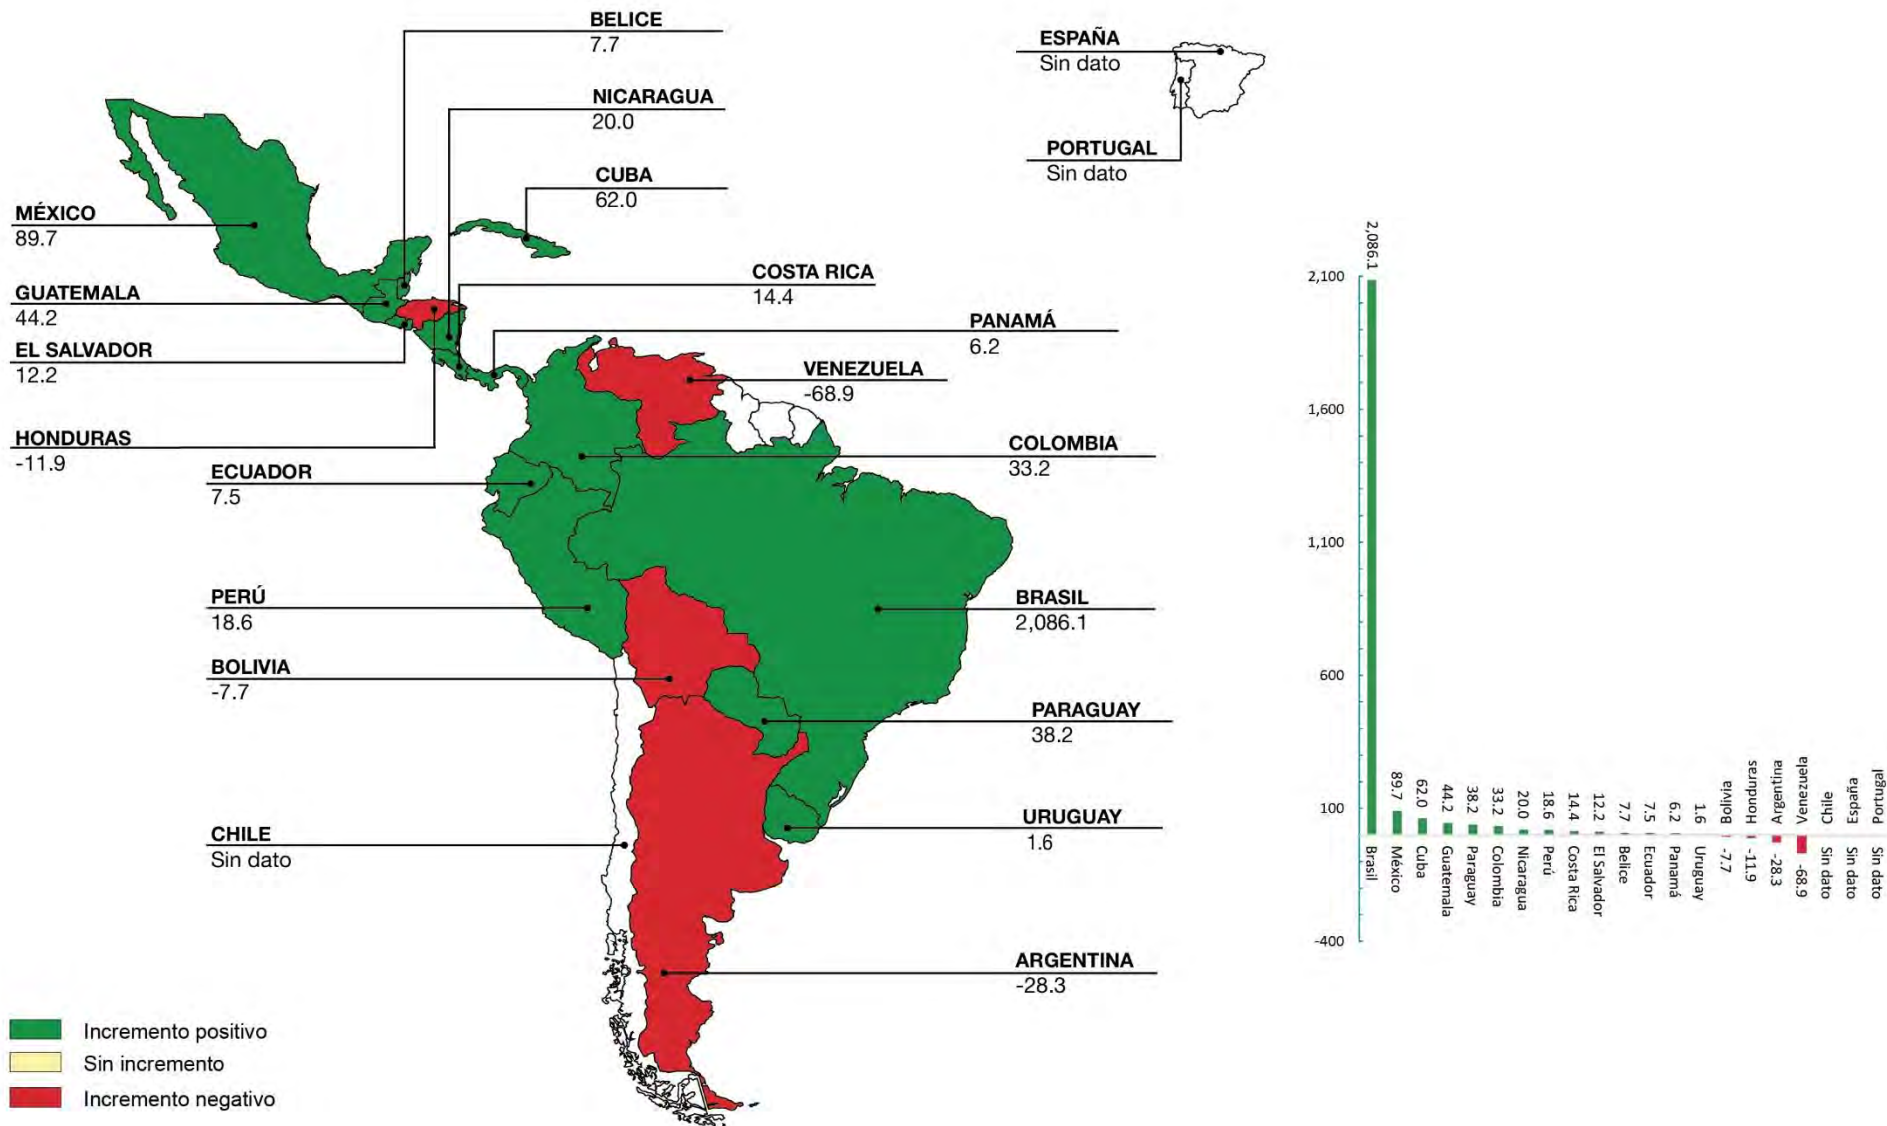 BELICE
7.7
NICARAGUA
20.0
CUBA
62.0
ESPAÑA
Sin dato
PORTUGAL
Sin dato
MÉXICO
89.7
GUATEMALA
44.2
EL SALVADOR
12.2
HONDURAS
-11.9
COSTA RICA
14.4
PANAMÁ
6.2
VENEZUELA
-68.9
COLOMBIA
33.2
ECUADOR
7.5
PERÚ
18.6
BRASIL
2,086.1
BOLIVIA
-7.7
PARAGUAY
38.2
CHILE
Sin dato
URUGUAY
1.6
ARGENTINA
-28.3
Incremento positivo
Sin incremento
Incremento negativo
2,100
1,600
1,100
600
100
-400
2,086.1
Brasil
89.7
México
62.0
Cuba
44.2
Guatemala
38.2
Paraguay
33.2
Colombia
20.0
Nicaragua
18.6
Perú
14.4
Costa Rica
12.2
El Salvador
7.7
Belice
7.5
Ecuador
6.2
Panamá
1.6
Uruguay
Bolivia
-7.7
Honduras
-11.9
Argentina
-28.3
Venezuela
-68.9
Chile
Sin dato
España
Sin dato
Portugal
Sin dato